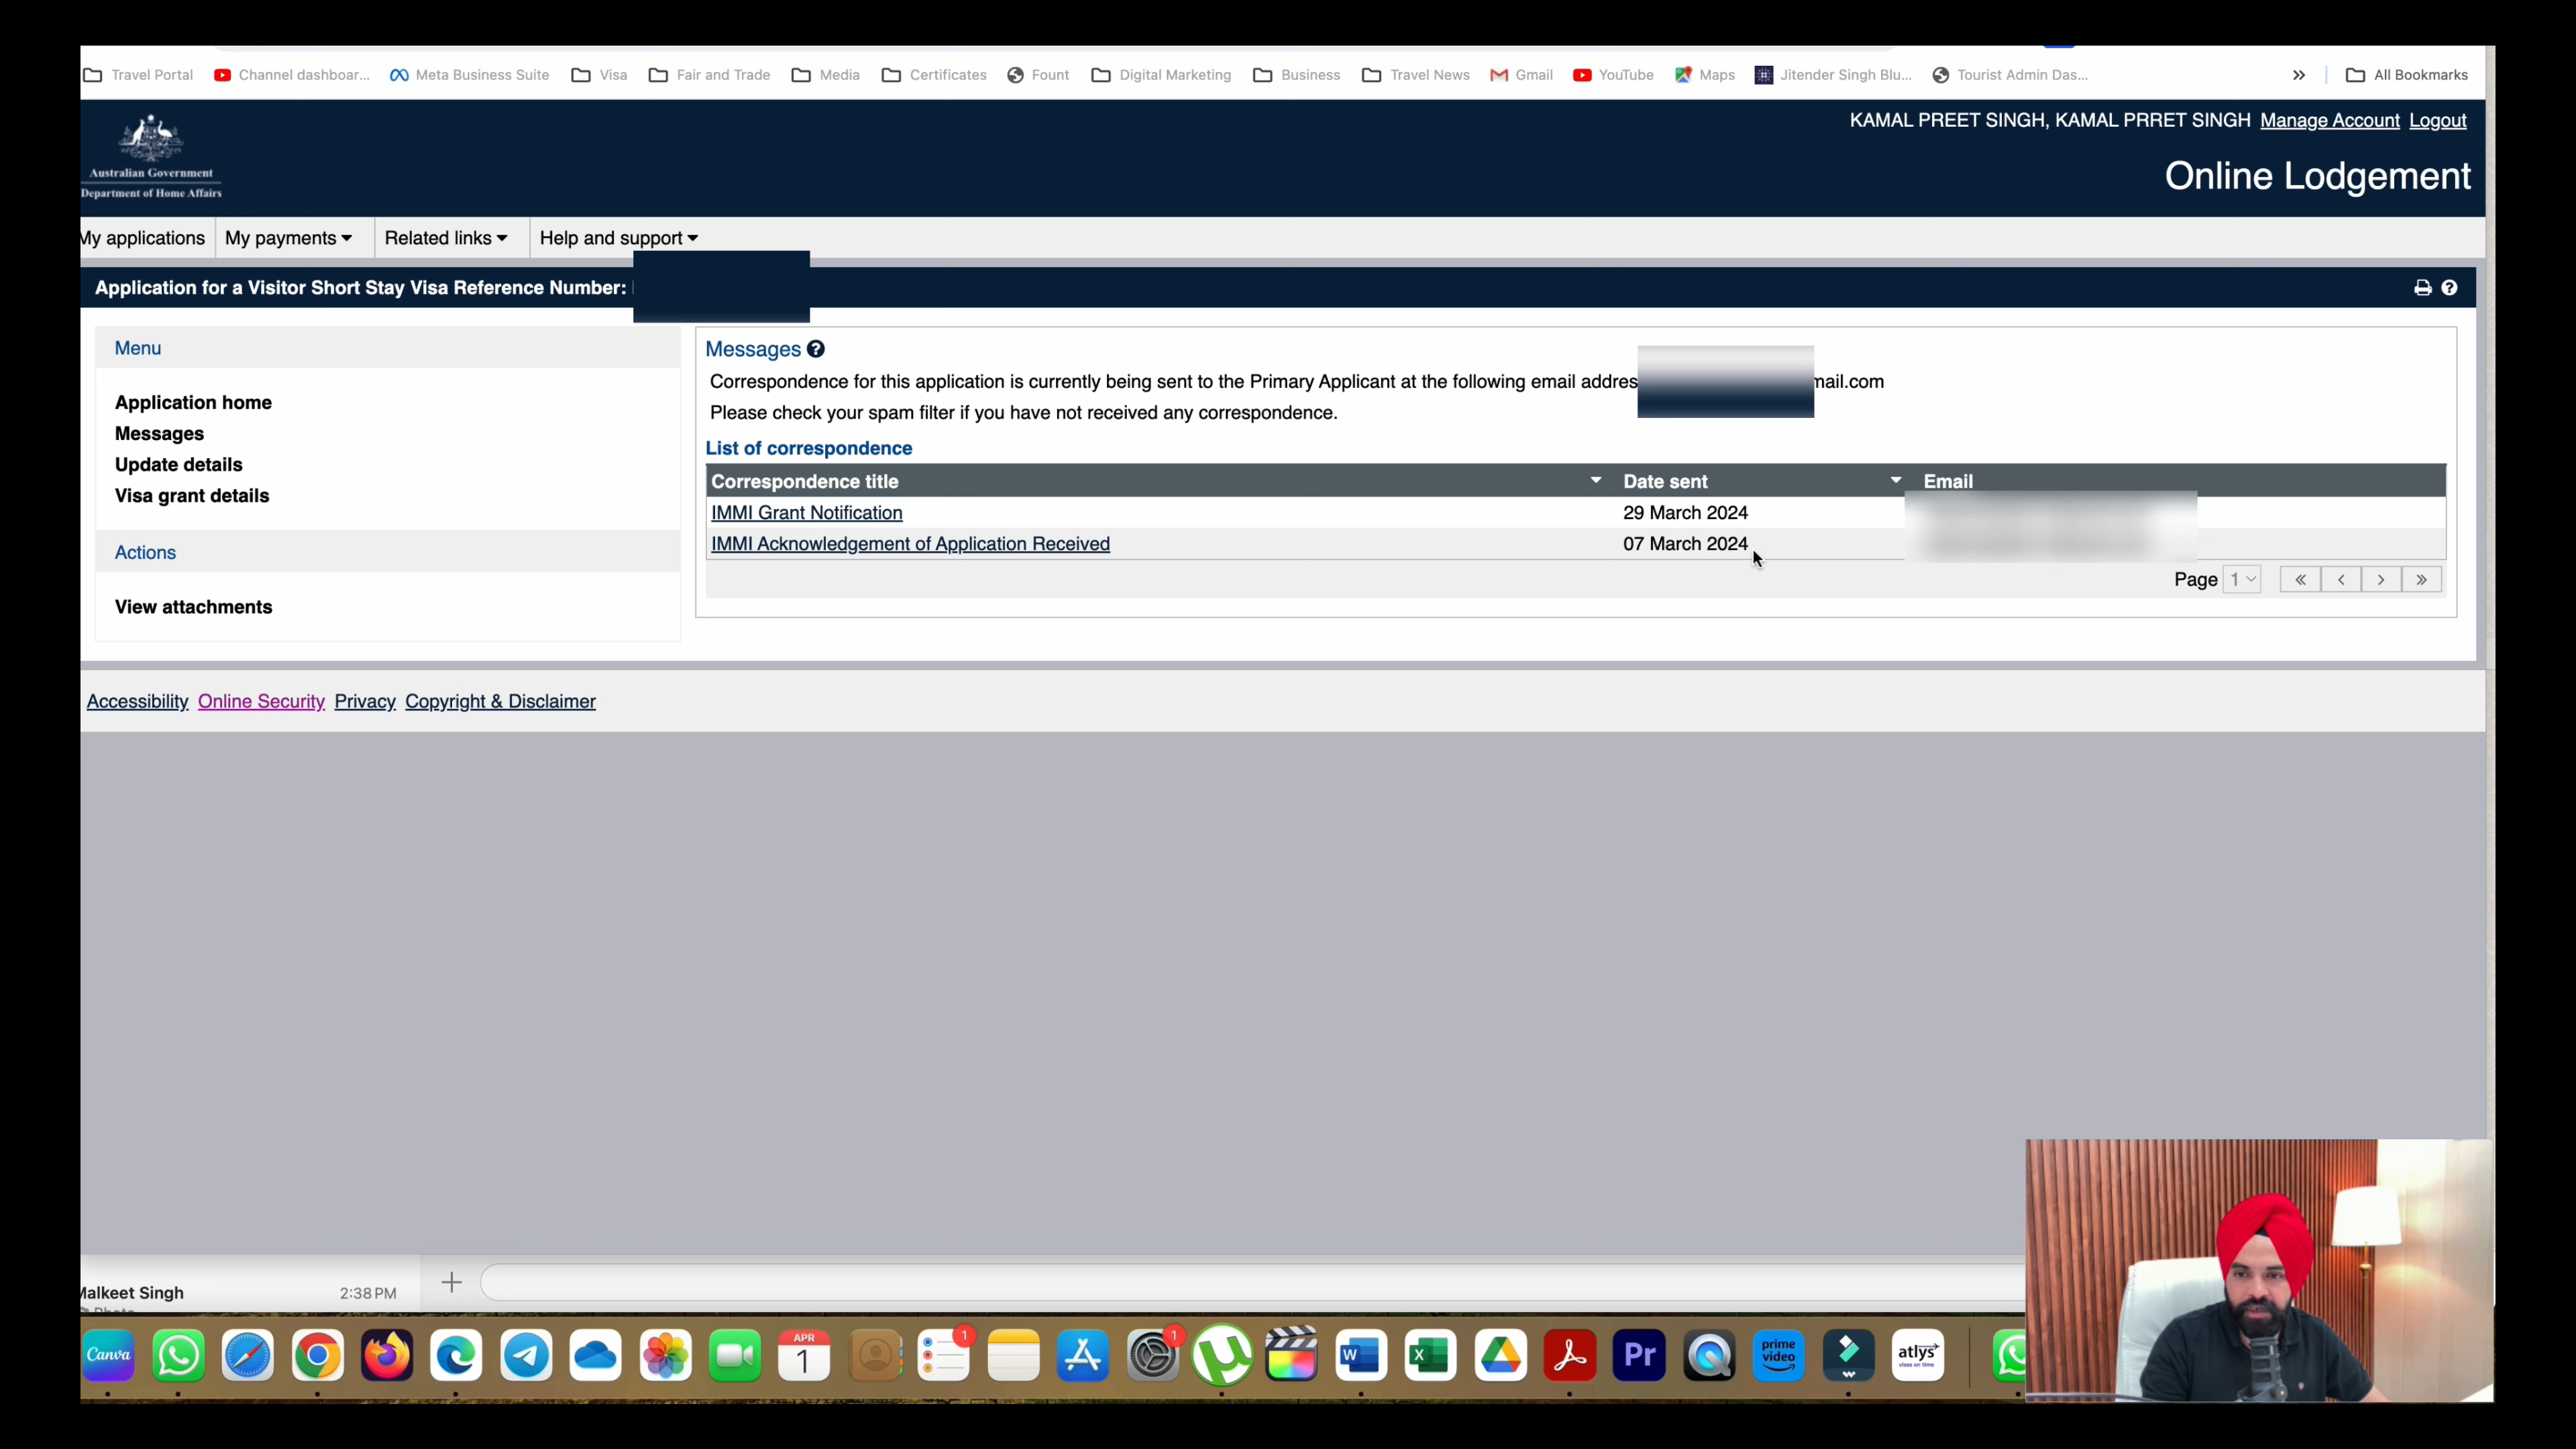 Travel Portal Channel dashboar... Meta Business Suite Visa Fair and Trade Media Certificates Fount Digital Marketing Business Travel News Gmail YouTube Maps Jitender Singh Blu... Tourist Admin Das... » All Bookmarks
KAMAL PREET SINGH, KAMAL PRRET SINGH Manage Account Logout
Australian Government
Department of Home Affairs
Online Lodgement
My applications My payments Related links Help and support
Application for a Visitor Short Stay Visa Reference Number:
Menu
Application home
Messages
Update details
Visa grant details
Actions
View attachments
Messages
Correspondence for this application is currently being sent to the Primary Applicant at the following email addres mail.com
Please check your spam filter if you have not received any correspondence.
List of correspondence
Correspondence title Date sent Email
IMMI Grant Notification 29 March 2024
IMMI Acknowledgement of Application Received 07 March 2024
Page 1 « ‹ › »
Accessibility Online Security Privacy Copyright & Disclaimer
Malkeet Singh 2:38 PM
Canva
APR
1
1
1
W
X
Pr
prime
video
atlys
visas on time